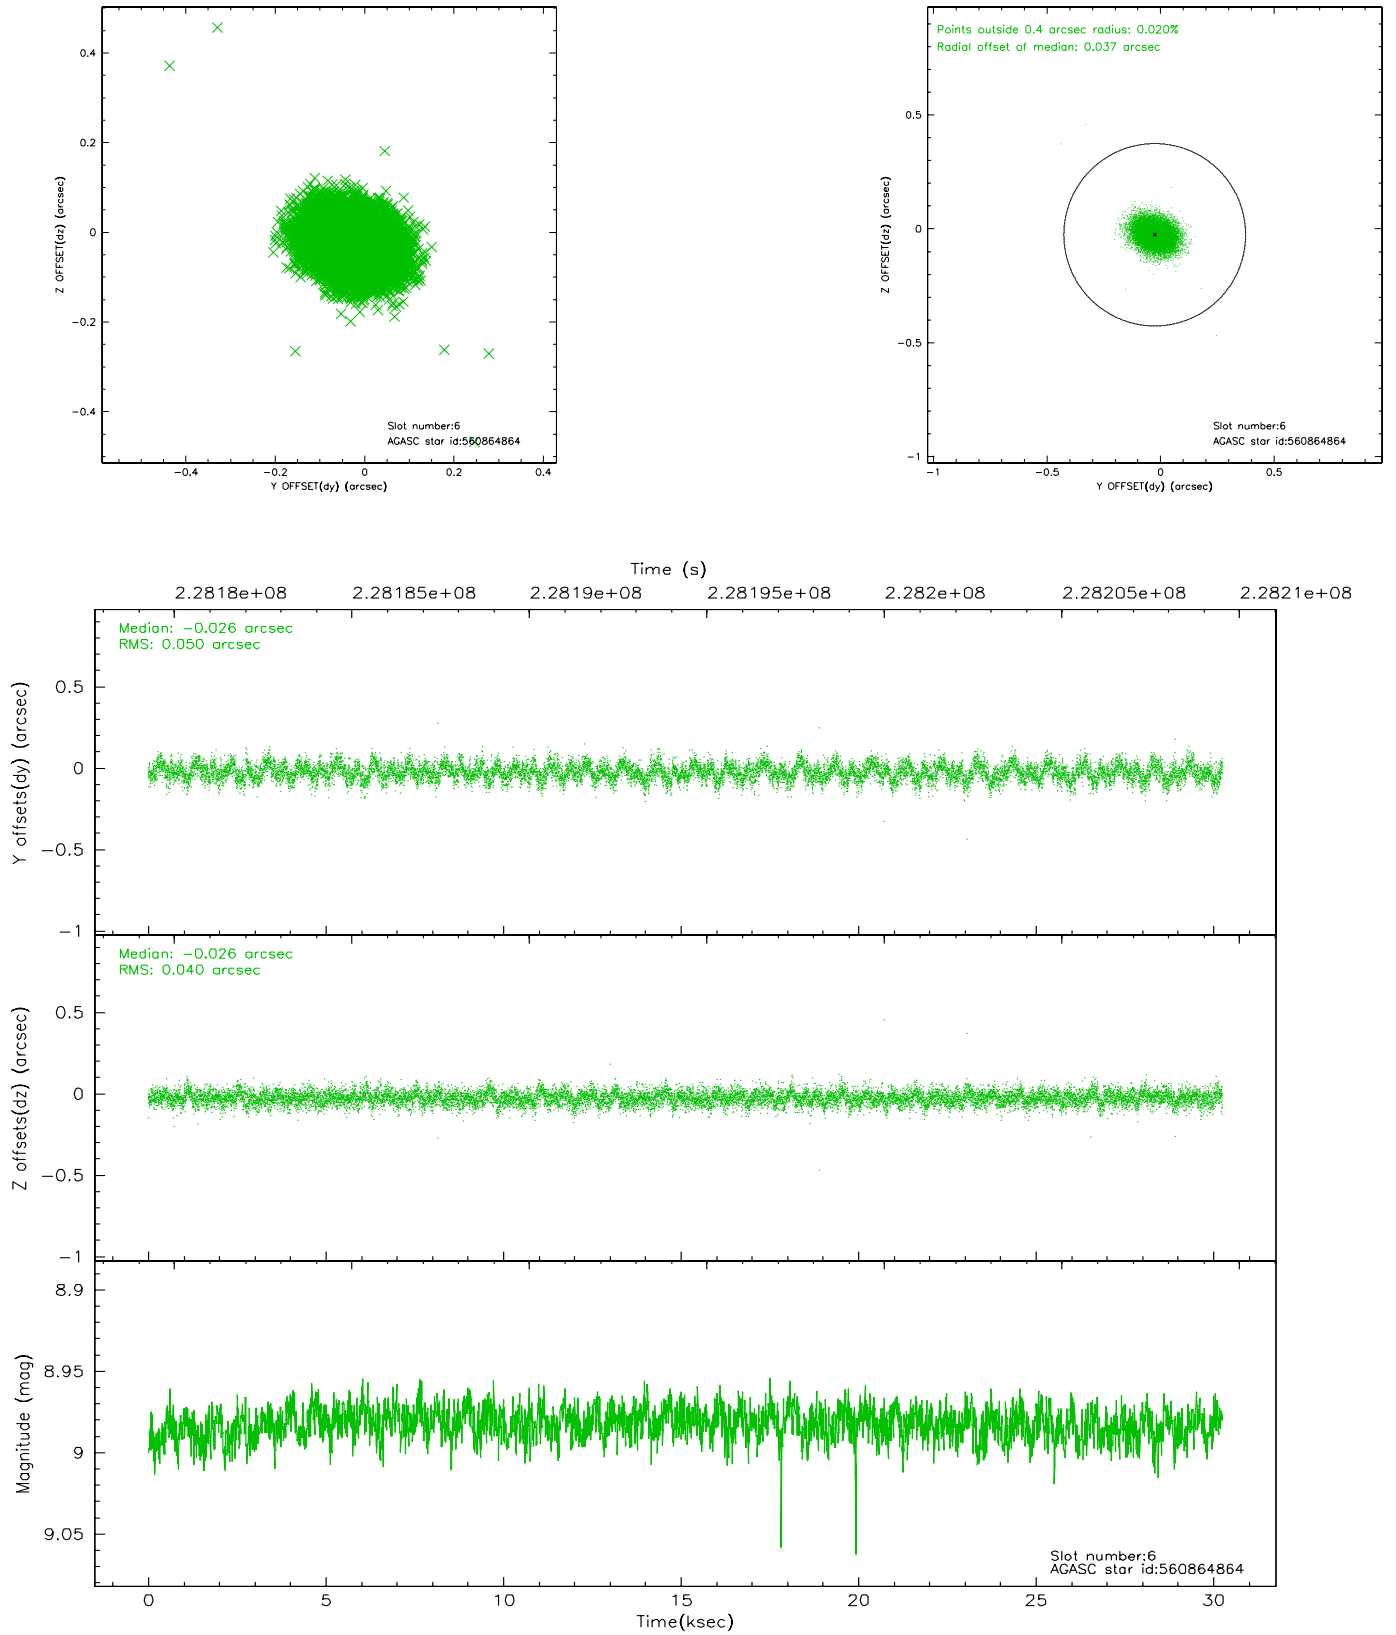 0.4
0.2
0
−0.2
−0.4
Z OFFSET(dz) (arcsec)
Slot number:6
AGASC star id:560864864
−0.4 −0.2 0 0.2 0.4
Y OFFSET(dy) (arcsec)
Points outside 0.4 arcsec radius: 0.020%
Radial offset of median: 0.037 arcsec
0.5
0
−0.5
−1
Z OFFSET(dz) (arcsec)
Slot number:6
AGASC star id:560864864
−1 −0.5 0 0.5
Y OFFSET(dy) (arcsec)
Time (s)
2.2818e+08 2.28185e+08 2.2819e+08 2.28195e+08 2.282e+08 2.28205e+08 2.2821e+08
Median: −0.026 arcsec
RMS: 0.050 arcsec
0.5
0
−0.5
−1
Y offsets(dy) (arcsec)
Median: −0.026 arcsec
RMS: 0.040 arcsec
0.5
0
−0.5
−1
Z offsets(dz) (arcsec)
8.9
8.95
9
9.05
Magnitude (mag)
Slot number:6
AGASC star id:560864864
0 5 10 15 20 25 30
Time(ksec)